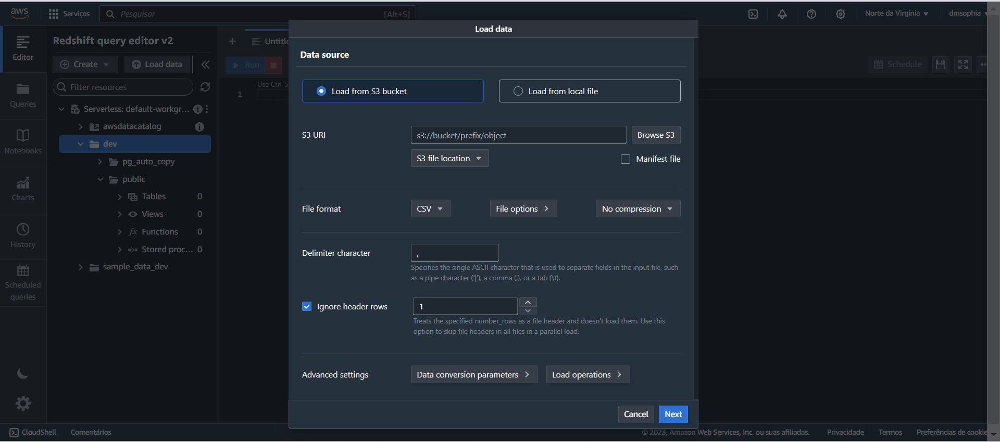 aws
Serviços
Pesquisar
[Alt+S]
Norte da Virgínia
dmsophia
Load data
Editor
Queries
Notebooks
Charts
History
Scheduled
queries
Redshift query editor v2
Create
Load data
Filter resources
Serverless: default-workgr...
awsdatacatalog
dev
pg_auto_copy
public
Tables 0
Views 0
Functions 0
Stored proc... 0
sample_data_dev
Untitle
Run
Schedule
Use Ctrl-S
1
Data source
Load from S3 bucket
Load from local file
S3 URI
s3://bucket/prefix/object
Browse S3
S3 file location
Manifest file
File format
CSV
File options
No compression
Delimiter character
,
Specifies the single ASCII character that is used to separate fields in the input file, such
as a pipe character ('|'), a comma (,), or a tab (\t).
Ignore header rows
1
Treats the specified number_rows as a file header and doesn't load them. Use this
option to skip file headers in all files in a parallel load.
Advanced settings
Data conversion parameters
Load operations
Cancel
Next
CloudShell
Comentários
© 2023, Amazon Web Services, Inc. ou suas afiliadas.
Privacidade
Termos
Preferências de cookie